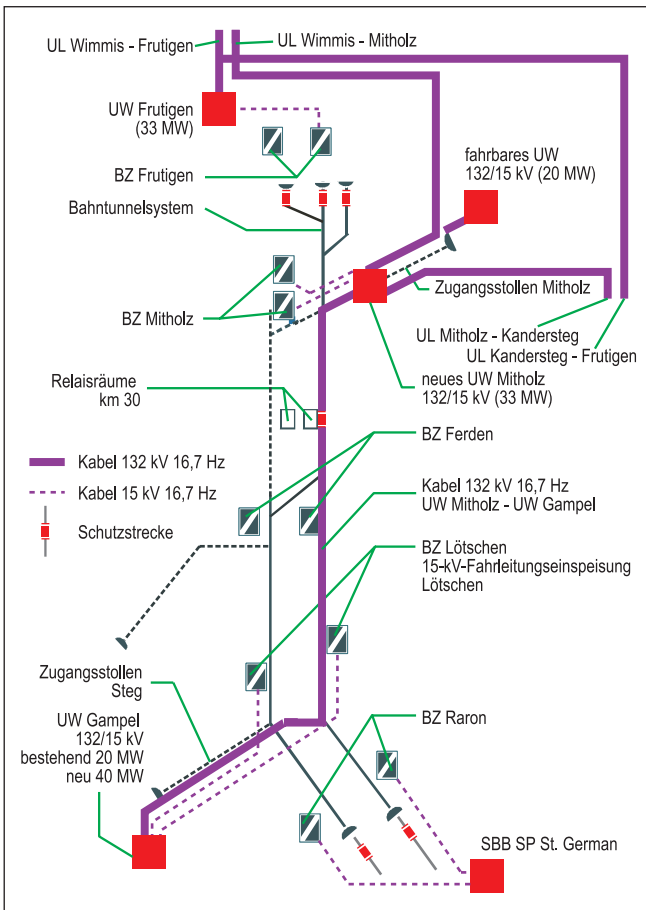 UL Wimmis - Frutigen
UL Wimmis - Mitholz
UW Frutigen
(33 MW)
fahrbares UW
132/15 kV (20 MW)
BZ Frutigen
Bahntunnelsystem
Zugangsstollen Mitholz
BZ Mitholz
UL Mitholz - Kandersteg
UL Kandersteg - Frutigen
neues UW Mitholz
132/15 kV (33 MW)
Relaisräume
km 30
BZ Ferden
Kabel 132 kV 16,7 Hz
Kabel 15 kV 16,7 Hz
Schutzstrecke
Kabel 132 kV 16,7 Hz
UW Mitholz - UW Gampel
BZ Lötschen
15-kV-Fahrleitungseinspeisung
Lötschen
Zugangsstollen
Steg
UW Gampel
132/15 kV
bestehend 20 MW
neu 40 MW
BZ Raron
SBB SP St. German